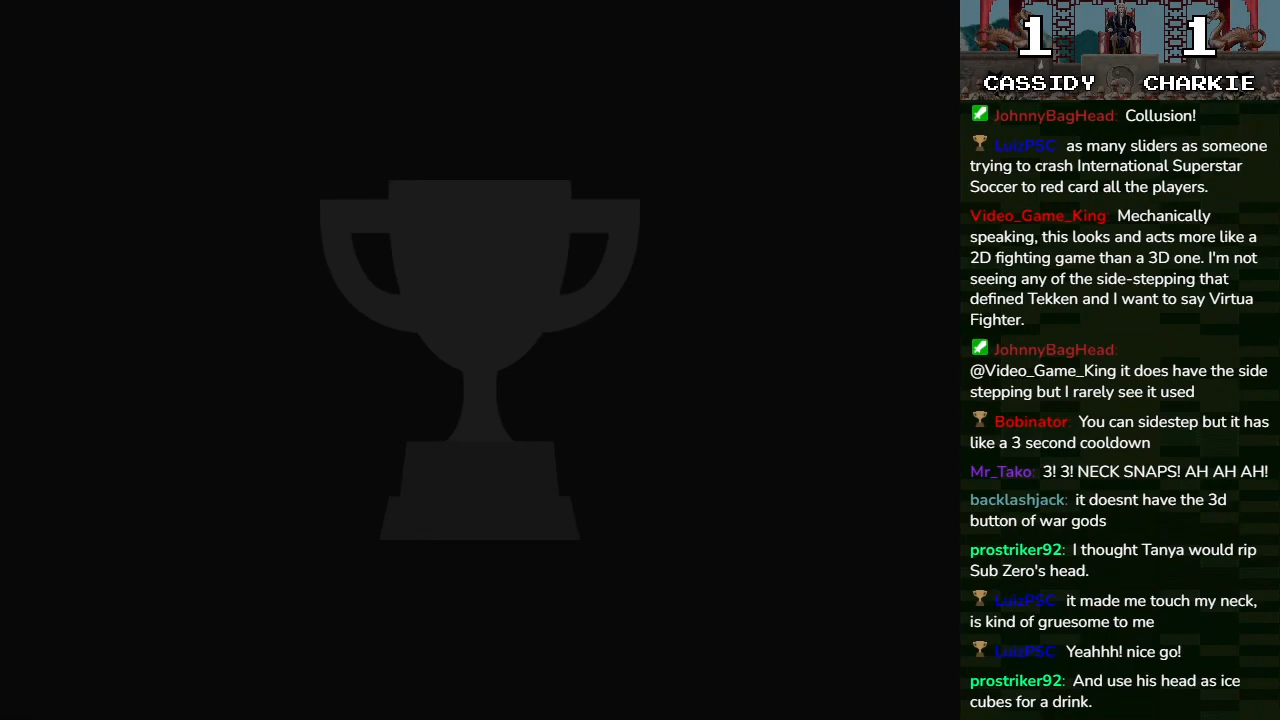 1 1
CASSIDY CHARKIE
JohnnyBagHead: Collusion!
LuizPSC: as many sliders as someone
trying to crash International Superstar
Soccer to red card all the players.
Video_Game_King: Mechanically
speaking, this looks and acts more like a
2D fighting game than a 3D one. I'm not
seeing any of the side-stepping that
defined Tekken and I want to say Virtua
Fighter.
JohnnyBagHead:
@Video_Game_King it does have the side
stepping but I rarely see it used
Bobinator: You can sidestep but it has
like a 3 second cooldown
Mr_Tako: 3! 3! NECK SNAPS! AH AH AH!
backlashjack: it doesnt have the 3d
button of war gods
prostriker92: I thought Tanya would rip
Sub Zero's head.
LuizPSC: it made me touch my neck,
is kind of gruesome to me
LuizPSC: Yeahhh! nice go!
prostriker92: And use his head as ice
cubes for a drink.